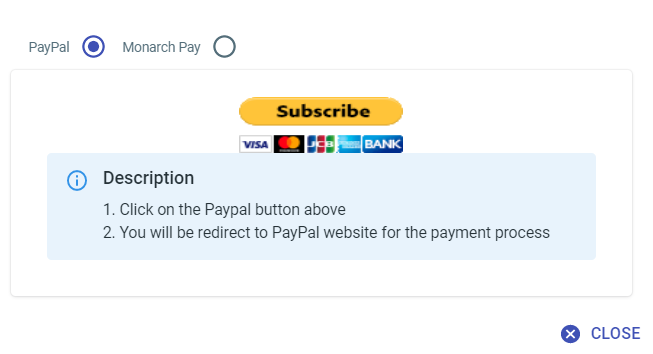 PayPal Monarch Pay
Subscribe
VISA JCB BANK
Description
1. Click on the Paypal button above
2. You will be redirect to PayPal website for the payment process
CLOSE